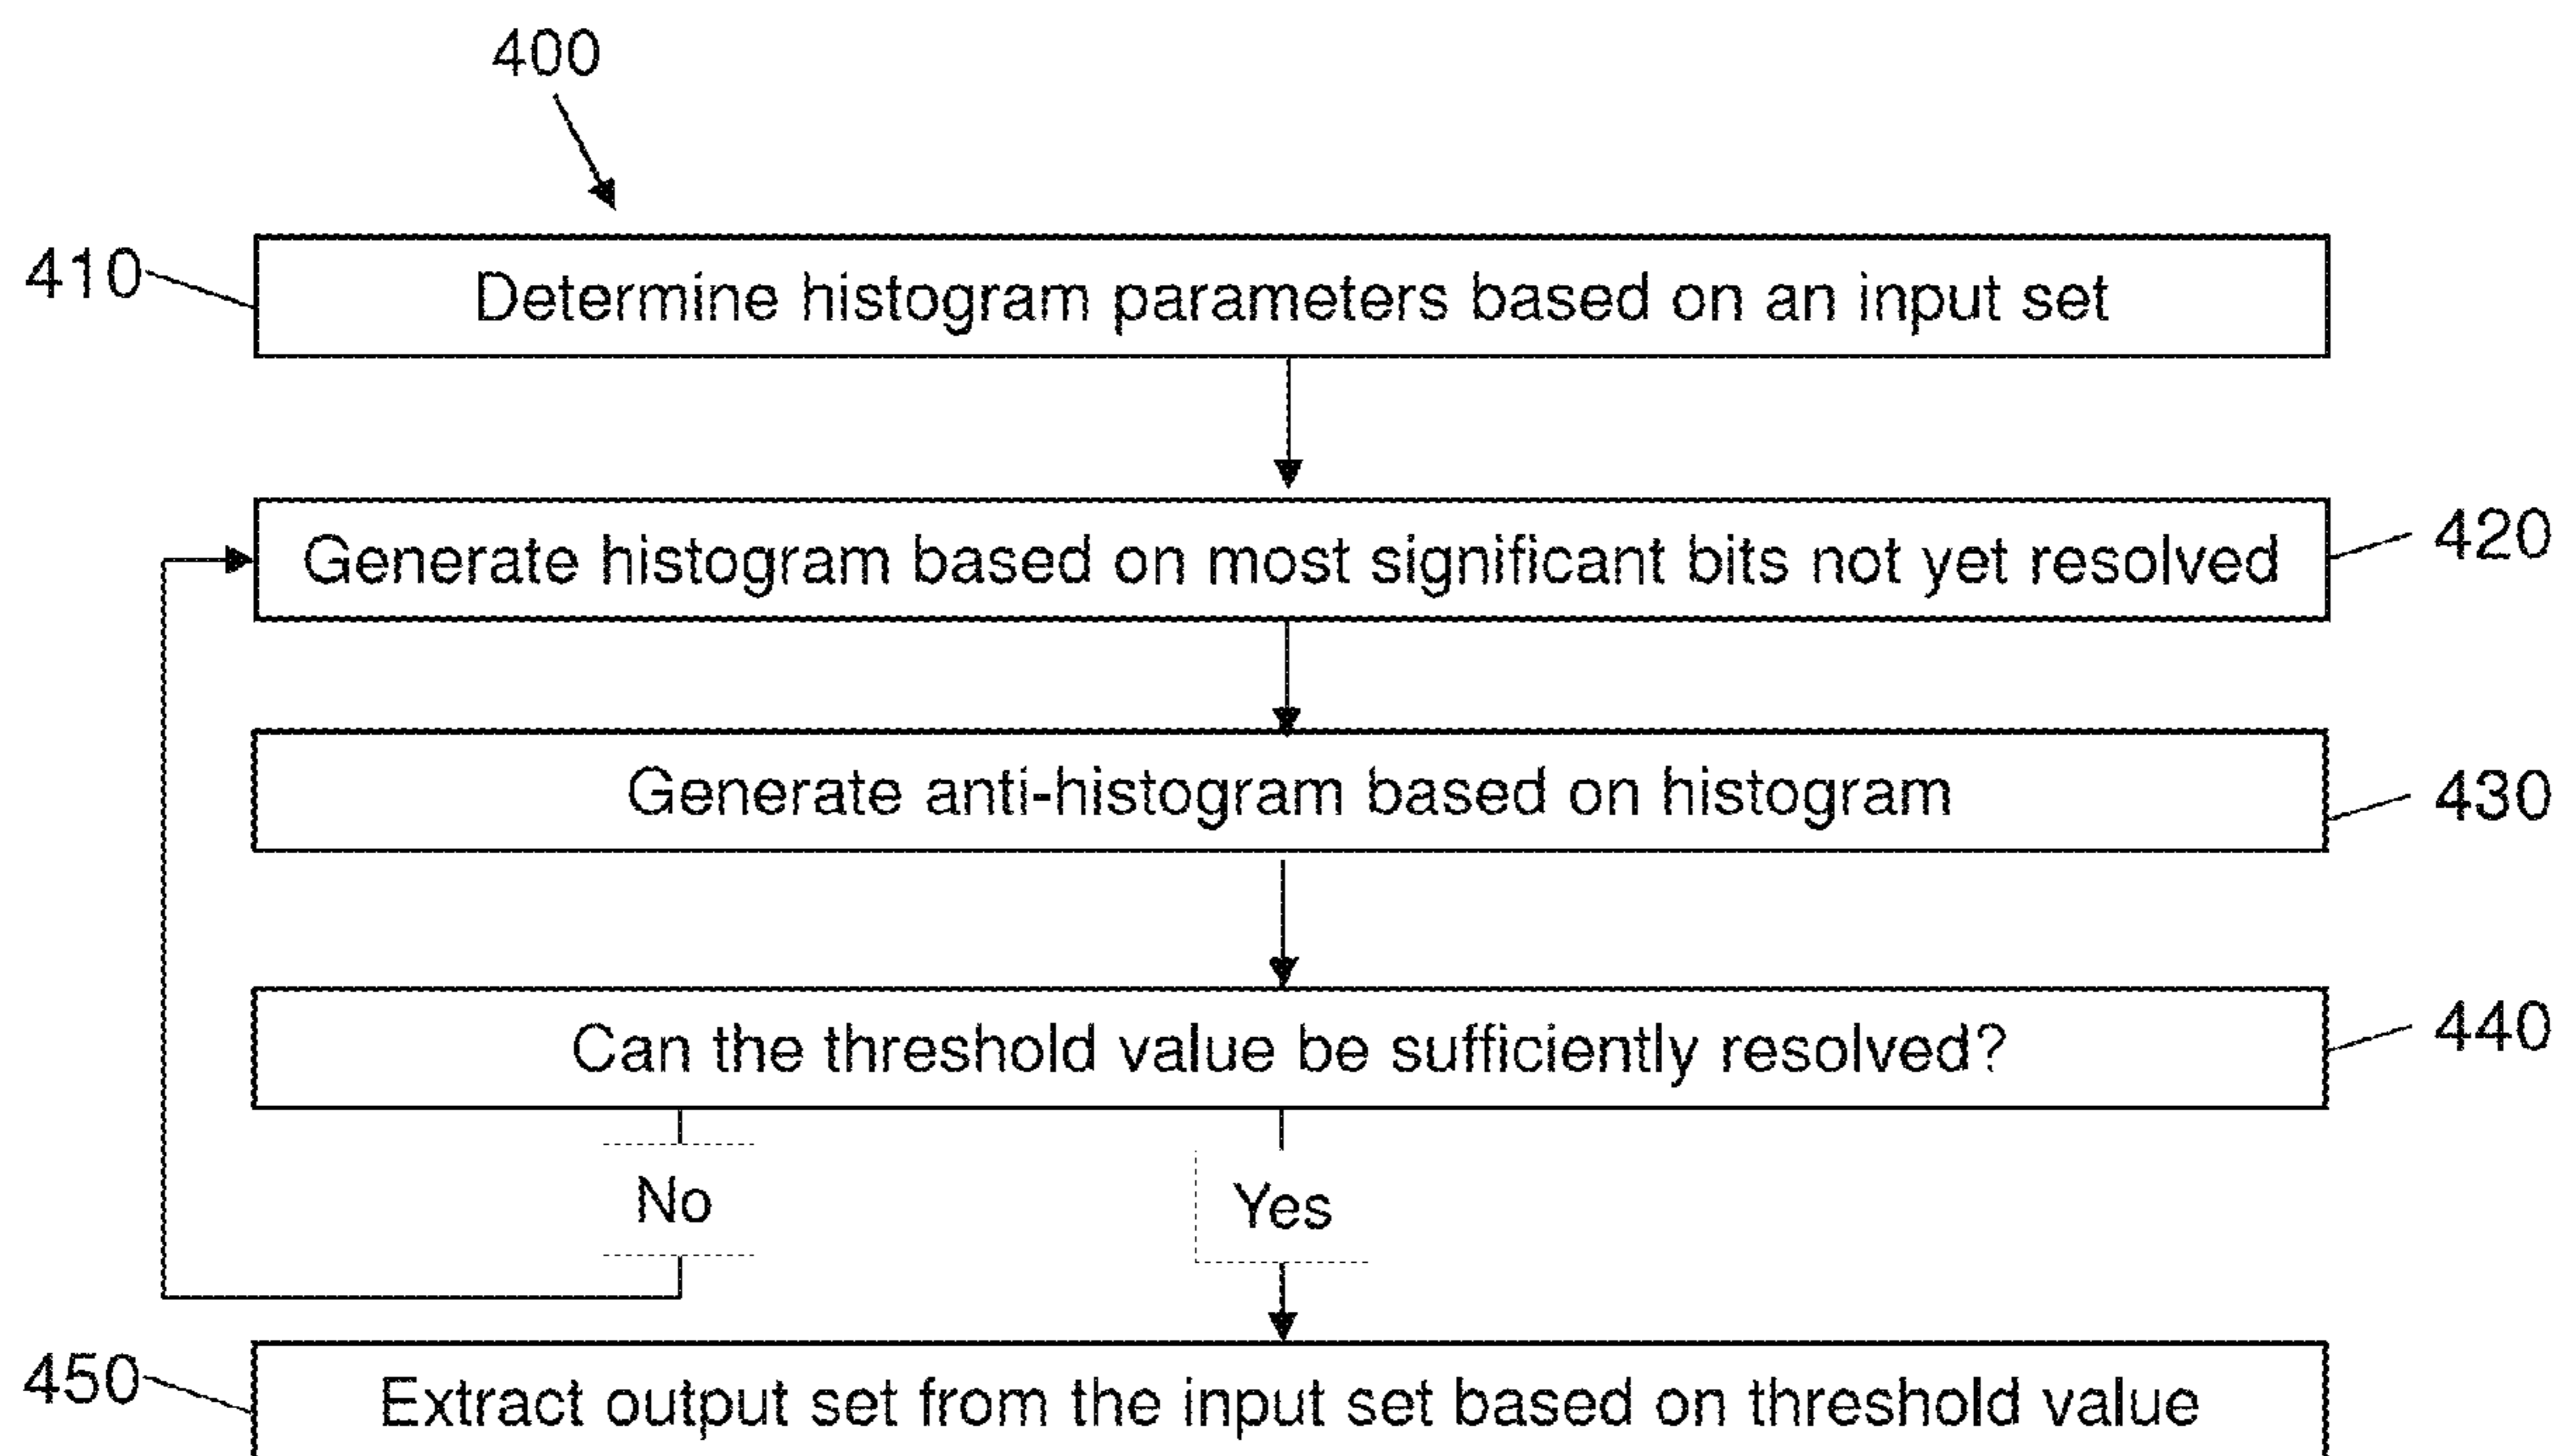 400
410
Determine histogram parameters based on an input set
Generate histogram based on most significant bits not yet resolved
420
Generate anti-histogram based on histogram
430
Can the threshold value be sufficiently resolved?
440
No
Yes
450
Extract output set from the input set based on threshold value